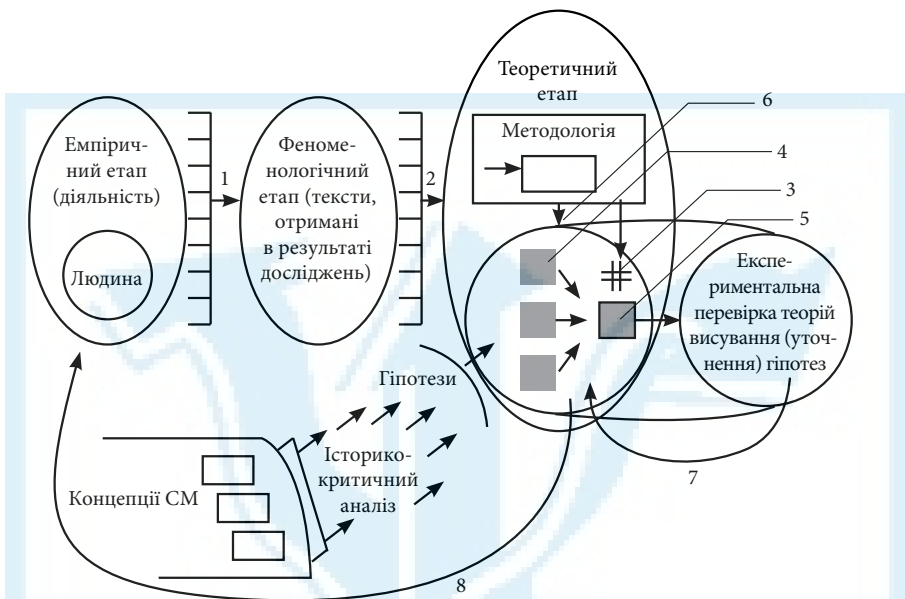 Теоретичний
етап
Методологія
6
4
3
5
Емпірич-
ний етап
(діяльність)
Людина
1
Феноме-
нологічний
етап (тексти,
отримані
в результаті
досліджень)
2
Експе-
риментальна
перевірка теорій
висування (уточ-
нення) гіпотез
7
Гіпотези
Історико-
критичний
аналіз
Концепції СМ
8